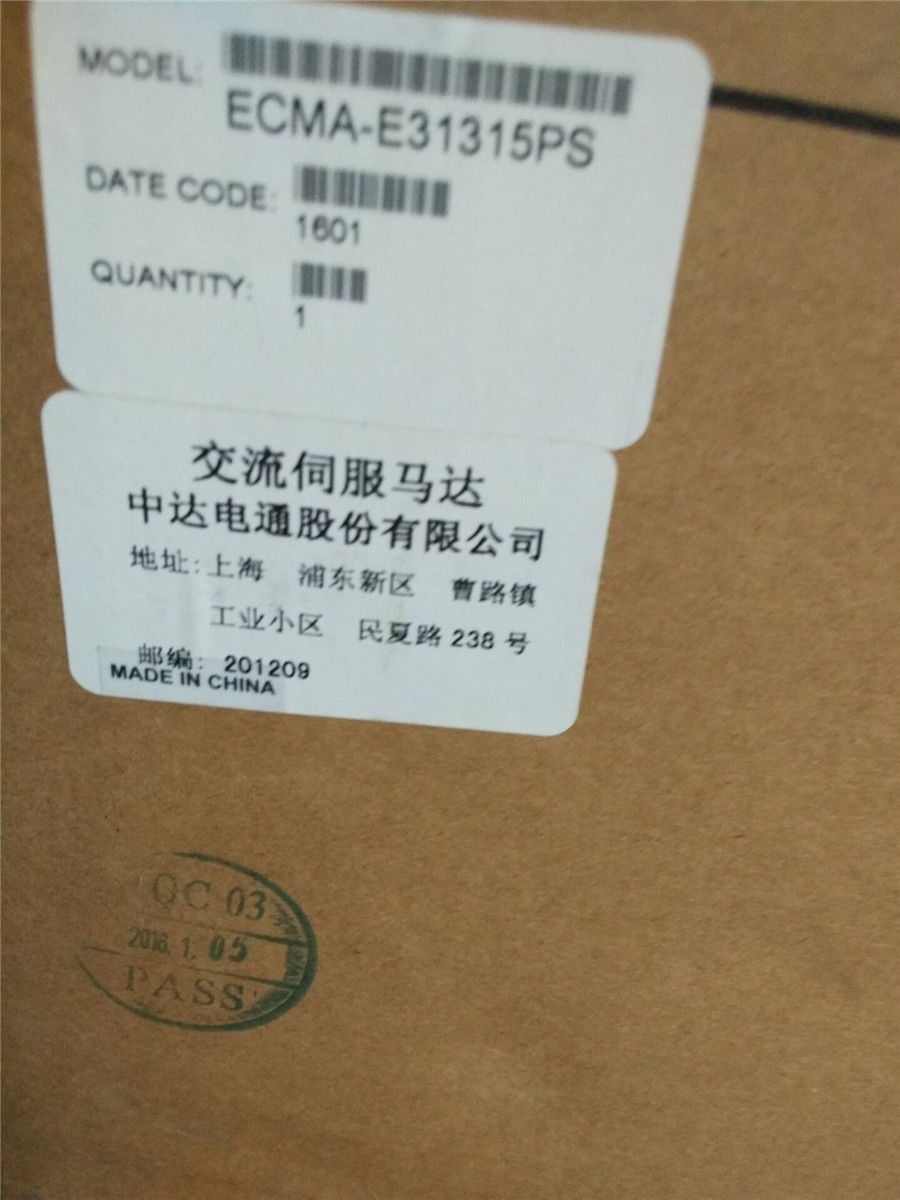 MODEL:
ECMA-E31315PS
DATE CODE:
1601
QUANTITY:
1
交流伺服马达
中达电通股份有限公司
地址: 上海 浦东新区 曹路镇
工业小区 民夏路 238 号
邮编: 201209
MADE IN CHINA
QC 03
2016. 1. 05
PASS